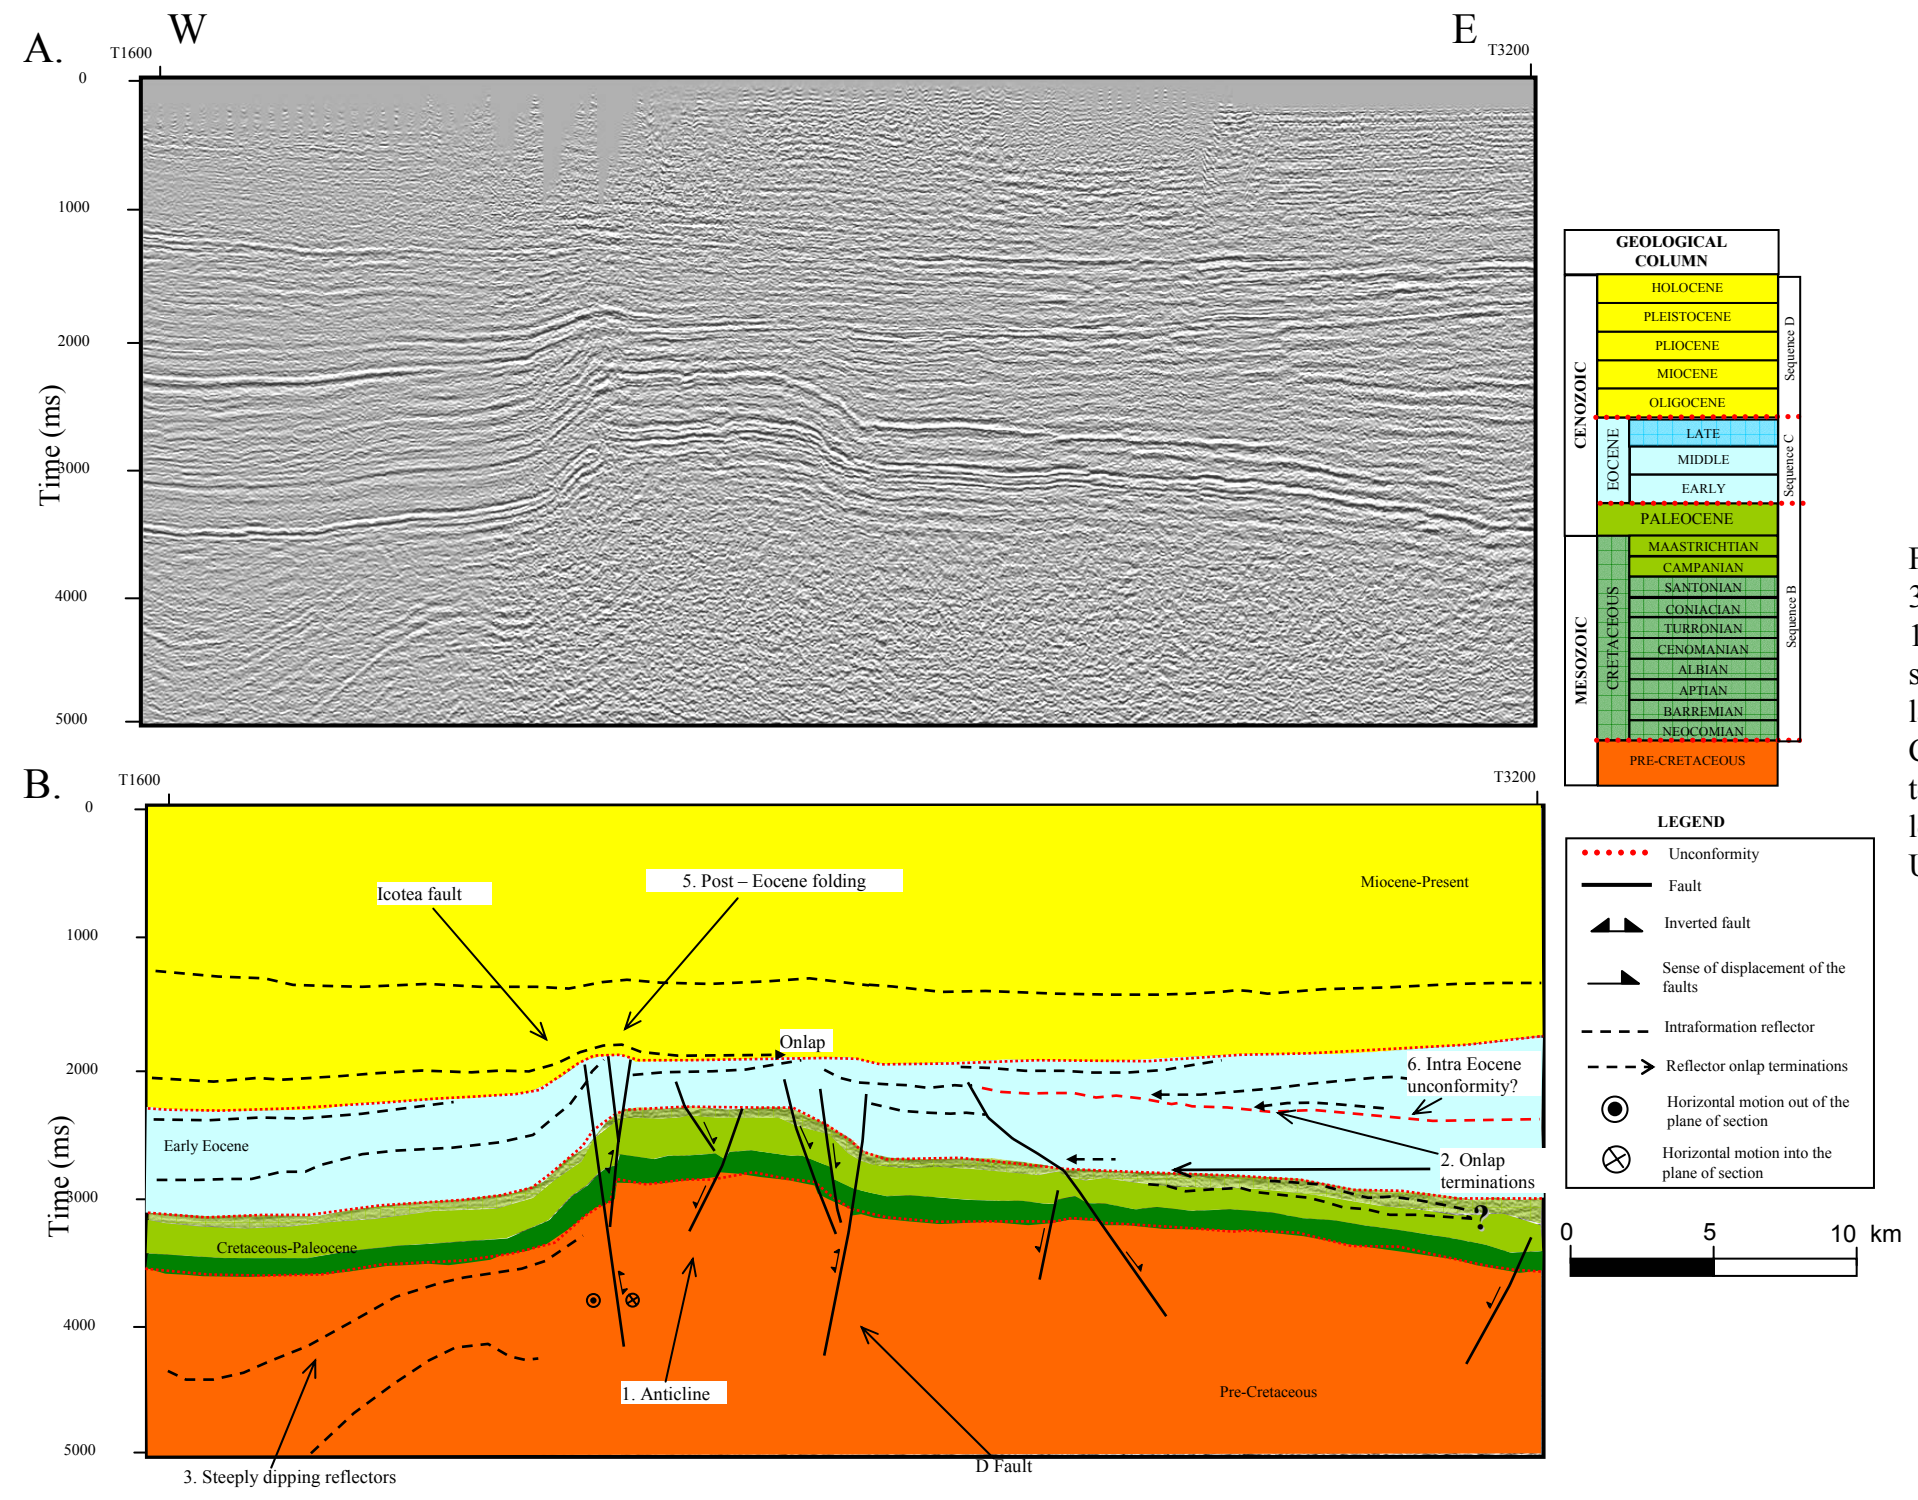 A.
W
E
T1600
T3200
0
1000
2000
3000
4000
5000
Time (ms)
GEOLOGICAL
COLUMN
CENOZOIC
MESOZOIC
HOLOCENE
PLEISTOCENE
PLIOCENE
MIOCENE
OLIGOCENE
EOCENE
LATE
MIDDLE
EARLY
PALEOCENE
CRETACEOUS
MAASTRICHTIAN
CAMPANIAN
SANTONIAN
CONIACIAN
TURRONIAN
CENOMANIAN
ALBIAN
APTIAN
BARREMIAN
NEOCOMIAN
PRE-CRETACEOUS
Sequence D
Sequence C
Sequence B
B.
T1600
T3200
0
1000
2000
3000
4000
5000
Time (ms)
Icotea fault
5. Post – Eocene folding
Miocene-Present
Onlap
6. Intra Eocene
unconformity?
Early Eocene
2. Onlap
terminations
?
Cretaceous-Paleocene
1. Anticline
Pre-Cretaceous
3. Steeply dipping reflectors
D Fault
LEGEND
Unconformity
Fault
Inverted fault
Sense of displacement of the
faults
Intraformation reflector
Reflector onlap terminations
Horizontal motion out of the
plane of section
Horizontal motion into the
plane of section
0 5 10 km
3
1
s
l
t
l